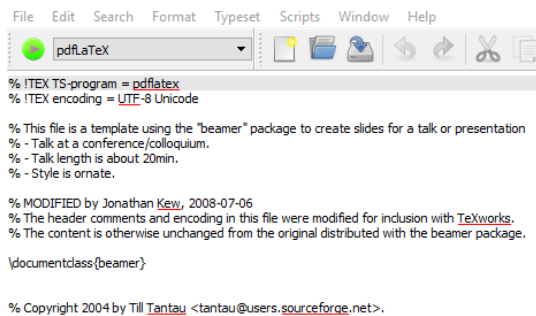 File Edit Search Format Typeset Scripts Window Help
pdfLaTeX
% !TEX TS-program = pdflatex
% !TEX encoding = UTF-8 Unicode
% This file is a template using the "beamer" package to create slides for a talk or presentation
% - Talk at a conference/colloquium.
% - Talk length is about 20min.
% - Style is ornate.
% MODIFIED by Jonathan Kew, 2008-07-06
% The header comments and encoding in this file were modified for inclusion with TeXworks.
% The content is otherwise unchanged from the original distributed with the beamer package.
\documentclass{beamer}
% Copyright 2004 by Till Tantau <tantau@users.sourceforge.net>.